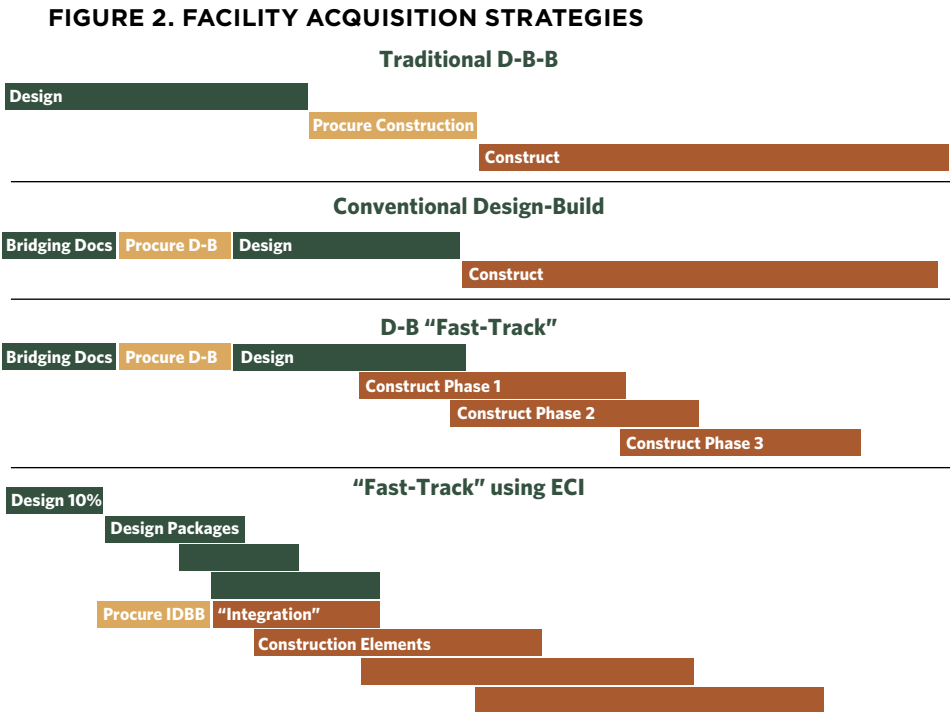 FIGURE 2. FACILITY ACQUISITION STRATEGIES
Traditional D-B-B
Design
Procure Construction
Construct
Conventional Design-Build
Bridging Docs
Procure D-B
Design
Construct
D-B “Fast-Track”
Bridging Docs
Procure D-B
Design
Construct Phase 1
Construct Phase 2
Construct Phase 3
“Fast-Track” using ECI
Design 10%
Design Packages
Procure IDBB
“Integration”
Construction Elements